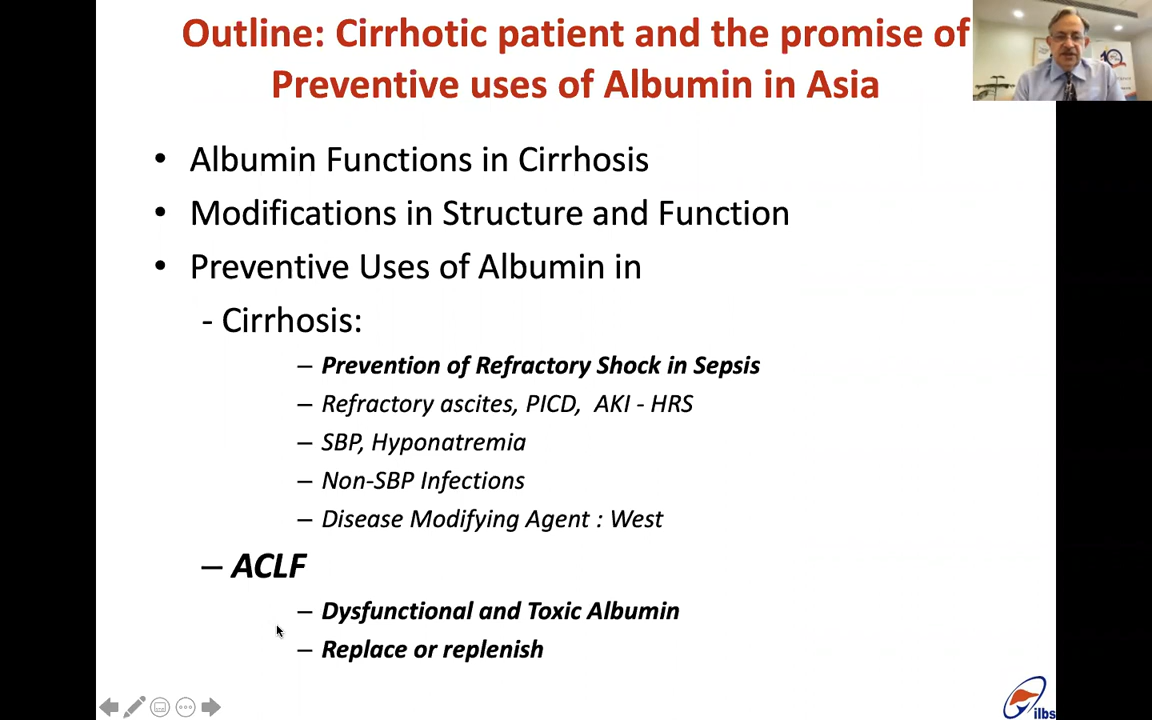 Outline: Cirrhotic patient and the promise of
Preventive uses of Albumin in Asia
• Albumin Functions in Cirrhosis
• Modifications in Structure and Function
• Preventive Uses of Albumin in
- Cirrhosis:
– Prevention of Refractory Shock in Sepsis
– Refractory ascites, PICD, AKI - HRS
– SBP, Hyponatremia
– Non-SBP Infections
– Disease Modifying Agent : West
– ACLF
– Dysfunctional and Toxic Albumin
– Replace or replenish
ilbs